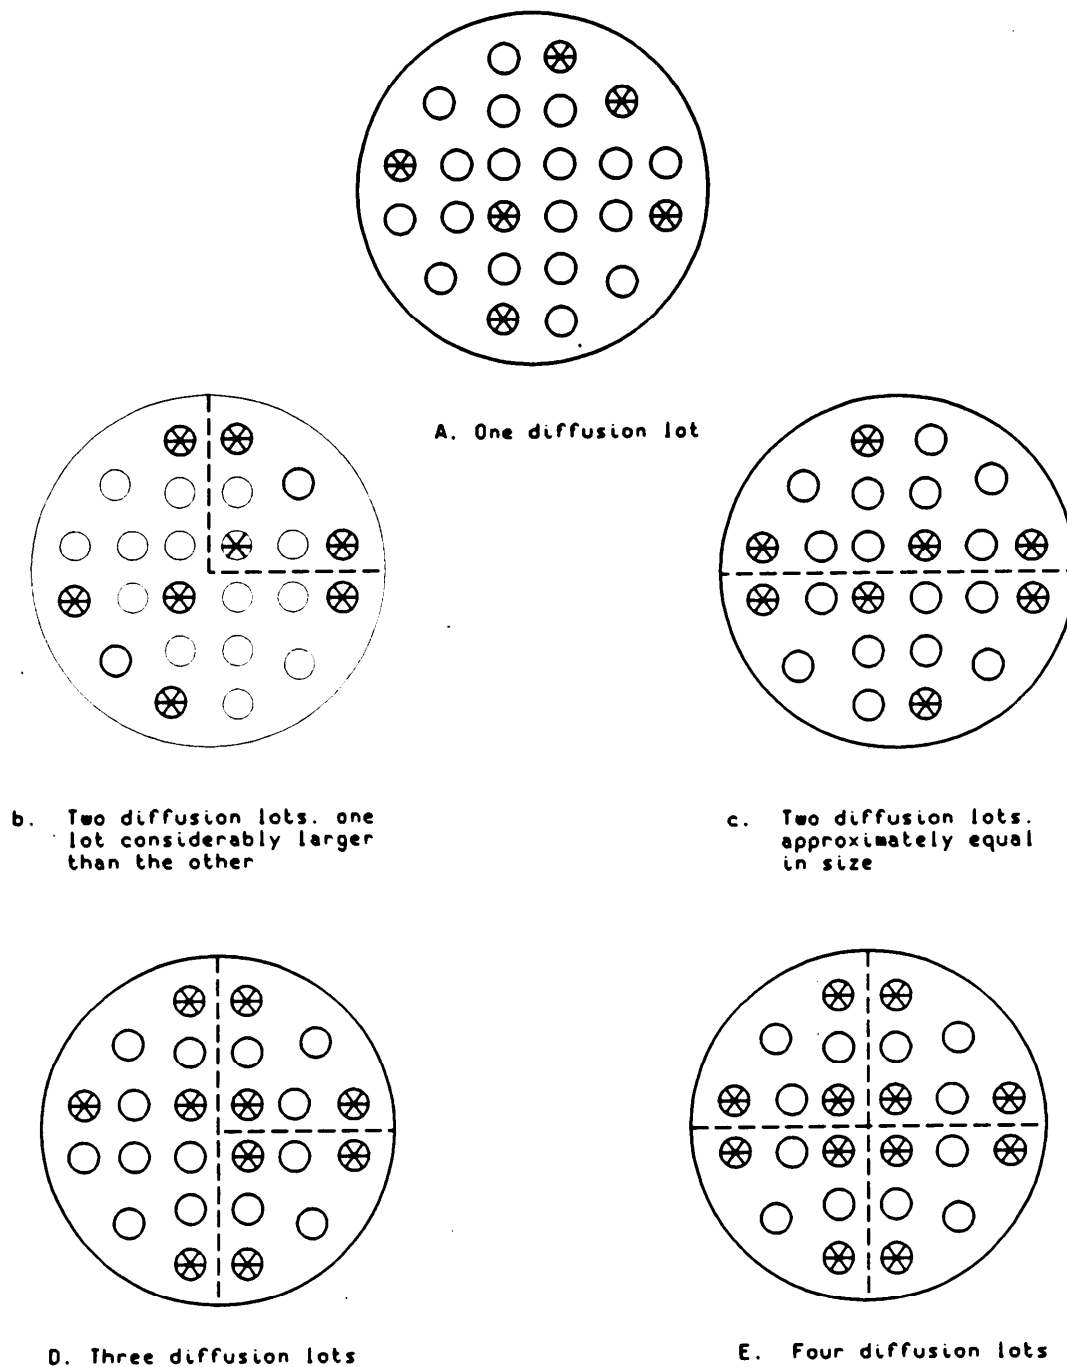 A. One diffusion lot
b. Two diffusion lots. one
lot considerably larger
than the other
c. Two diffusion lots.
approximately equal
in size
D. Three diffusion lots
E. Four diffusion lots